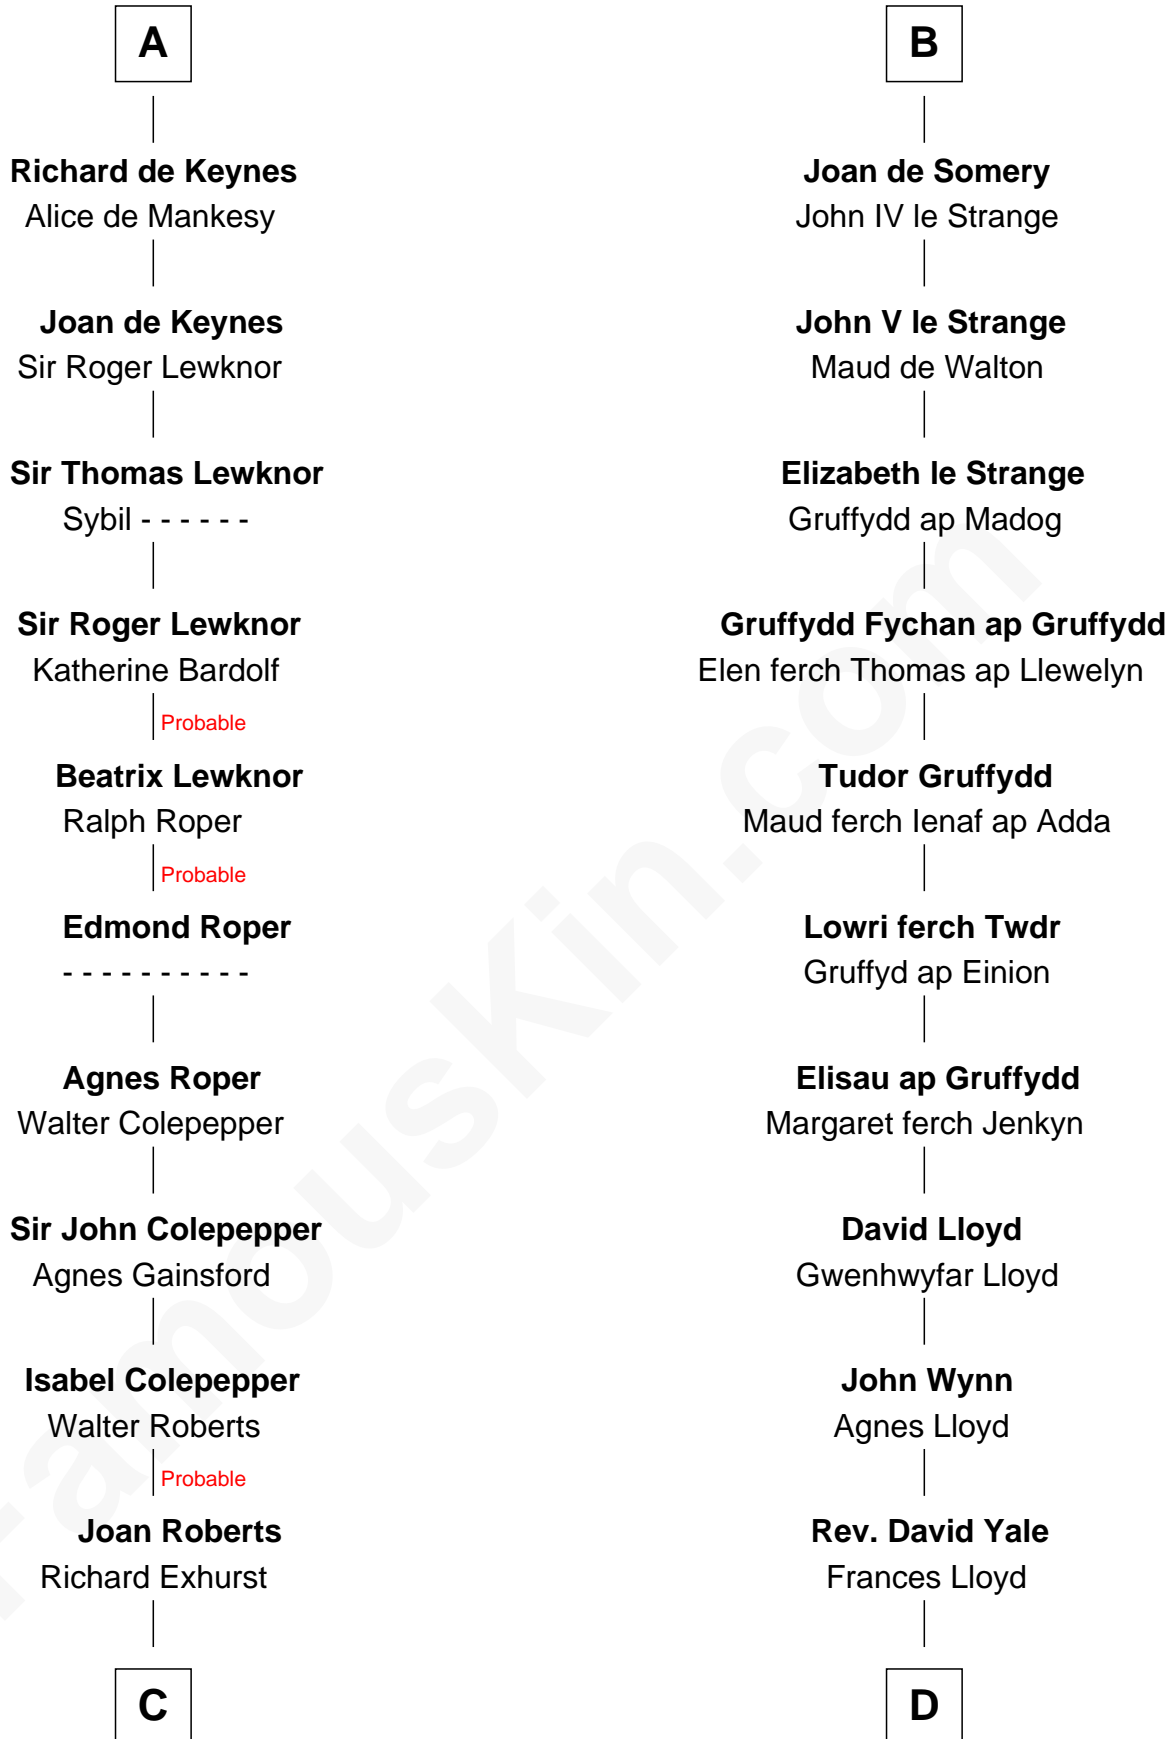 A
Richard de Keynes
Alice de Mankesy
Joan de Keynes
Sir Roger Lewknor
Sir Thomas Lewknor
Sybil - - - - - -
Sir Roger Lewknor
Katherine Bardolf
Probable
Beatrix Lewknor
Ralph Roper
Probable
Edmond Roper
- - - - - - - - - -
Agnes Roper
Walter Colepepper
Sir John Colepepper
Agnes Gainsford
Isabel Colepepper
Walter Roberts
Probable
Joan Roberts
Richard Exhurst
C
B
Joan de Somery
John IV le Strange
John V le Strange
Maud de Walton
Elizabeth le Strange
Gruffydd ap Madog
Gruffydd Fychan ap Gruffydd
Elen ferch Thomas ap Llewelyn
Tudor Gruffydd
Maud ferch Ienaf ap Adda
Lowri ferch Twdr
Gruffyd ap Einion
Elisau ap Gruffydd
Margaret ferch Jenkyn
David Lloyd
Gwenhwyfar Lloyd
John Wynn
Agnes Lloyd
Rev. David Yale
Frances Lloyd
D
FamousKin.com